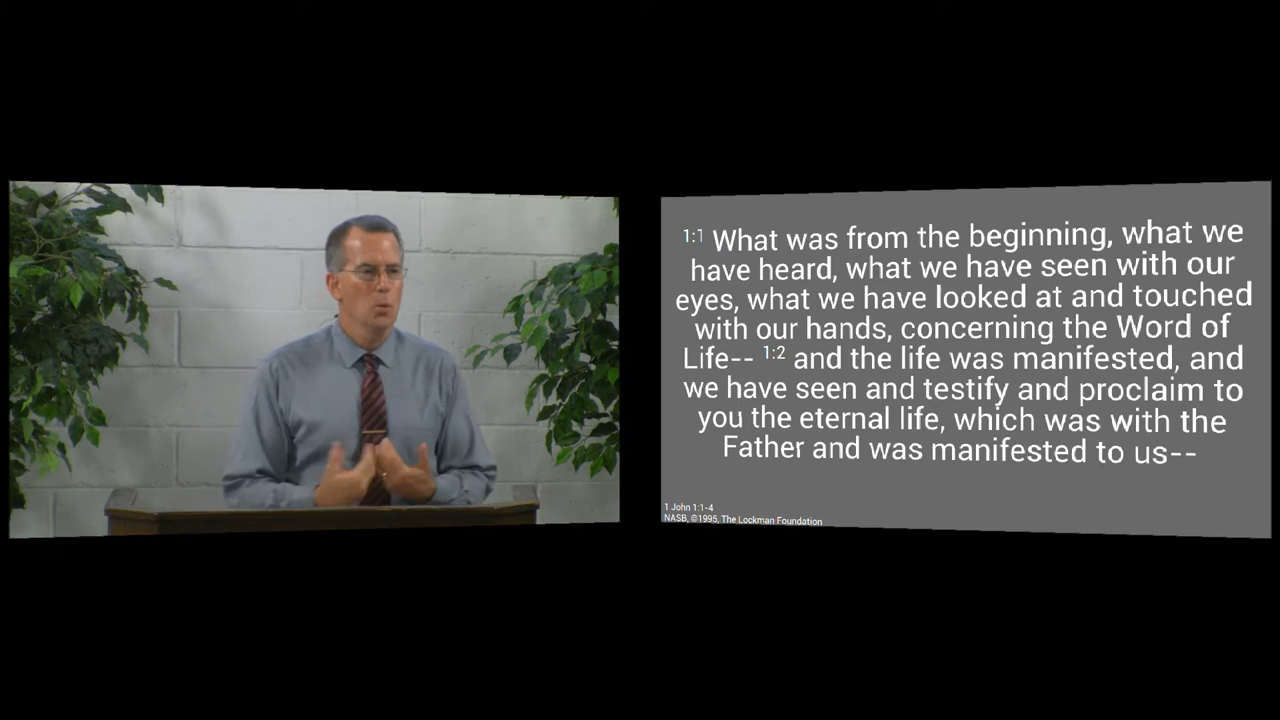 1:1 What was from the beginning, what we
have heard, what we have seen with our
eyes, what we have looked at and touched
with our hands, concerning the Word of
Life-- 1:2 and the life was manifested, and
we have seen and testify and proclaim to
you the eternal life, which was with the
Father and was manifested to us--
1 John 1:1-4
NASB, ©1995, The Lockman Foundation